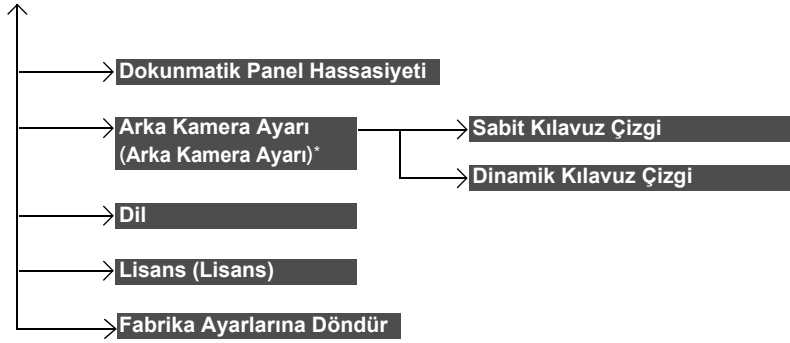 Dokunmatik Panel Hassasiyeti
Arka Kamera Ayarı
(Arka Kamera Ayarı)*
Sabit Kılavuz Çizgi
Dinamik Kılavuz Çizgi
Dil
Lisans (Lisans)
Fabrika Ayarlarına Döndür